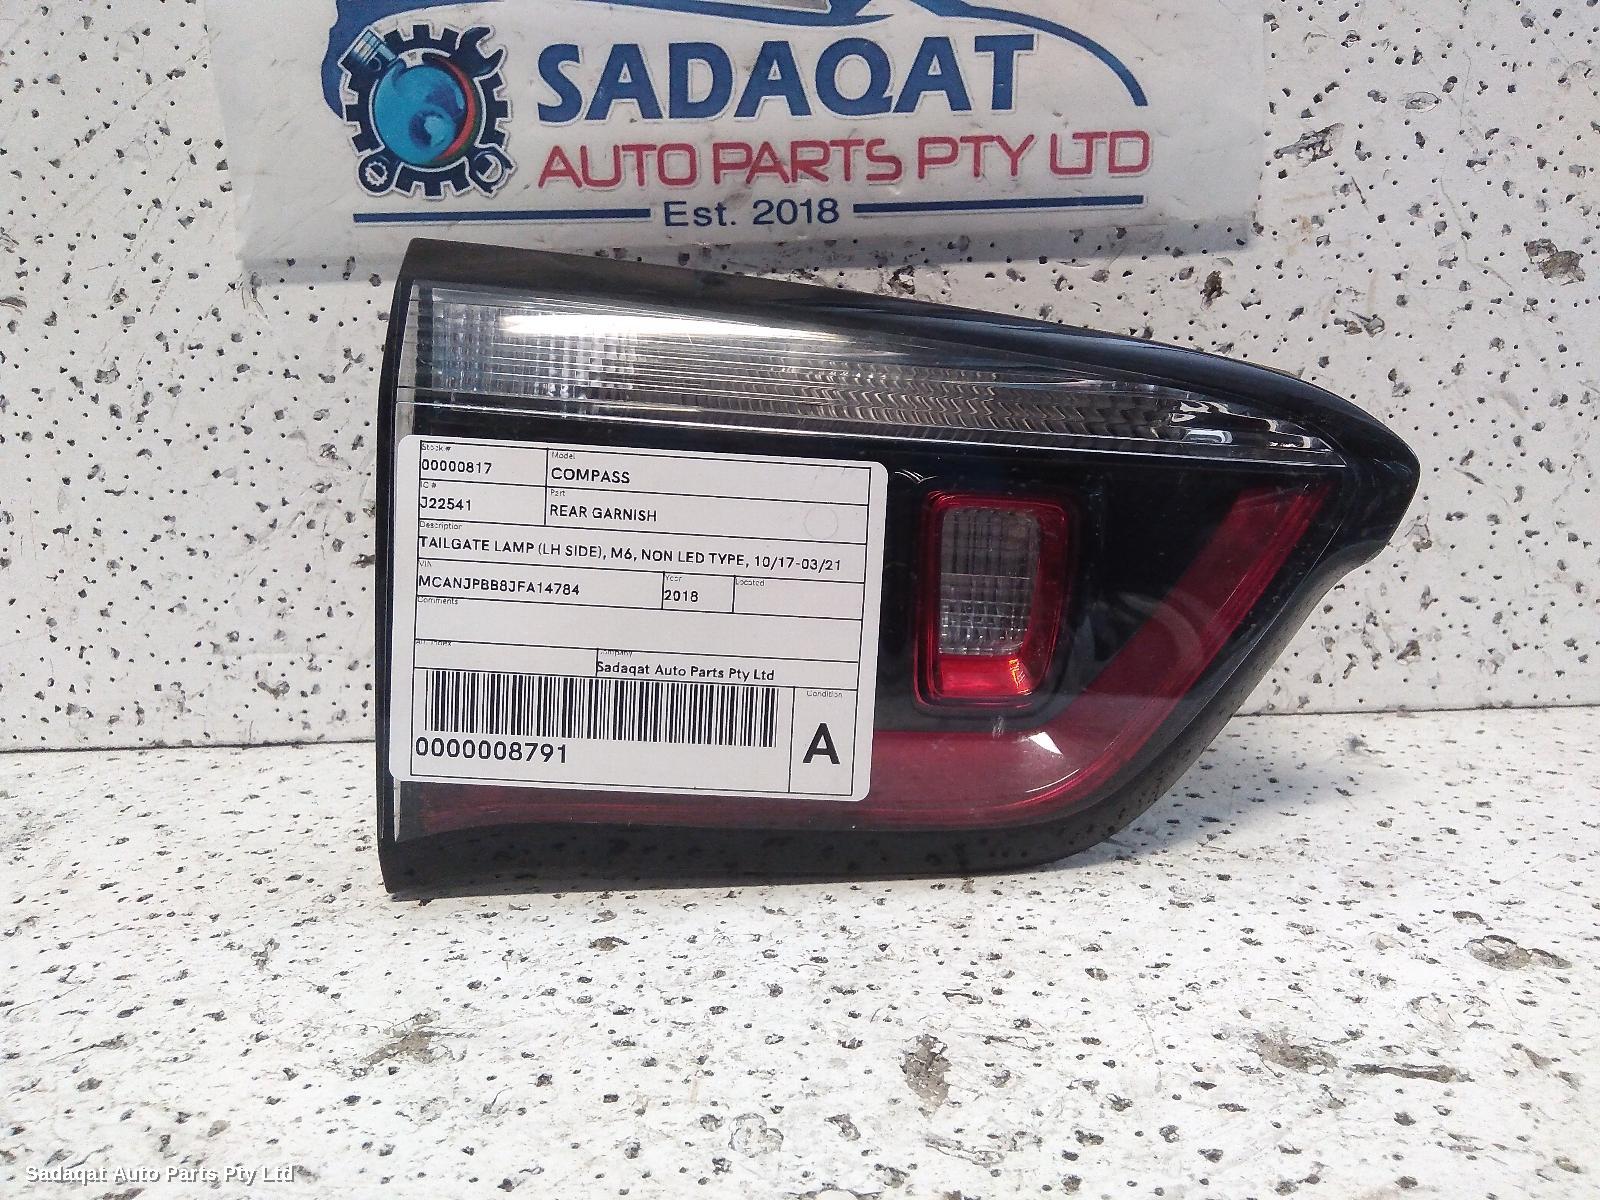 SADAQAT
AUTO PARTS PTY LTD
Est. 2018
Stock #
00000817
Model
COMPASS
IC #
J22541
Part
REAR GARNISH
Description
TAILGATE LAMP (LH SIDE), M6, NON LED TYPE, 10/17-03/21
VIN
MCANJPBB8JFA14784
Year
2018
Located
Comments
Company
Sadaqat Auto Parts Pty Ltd
0000008791
Condition
A
Sadaqat Auto Parts Pty Ltd